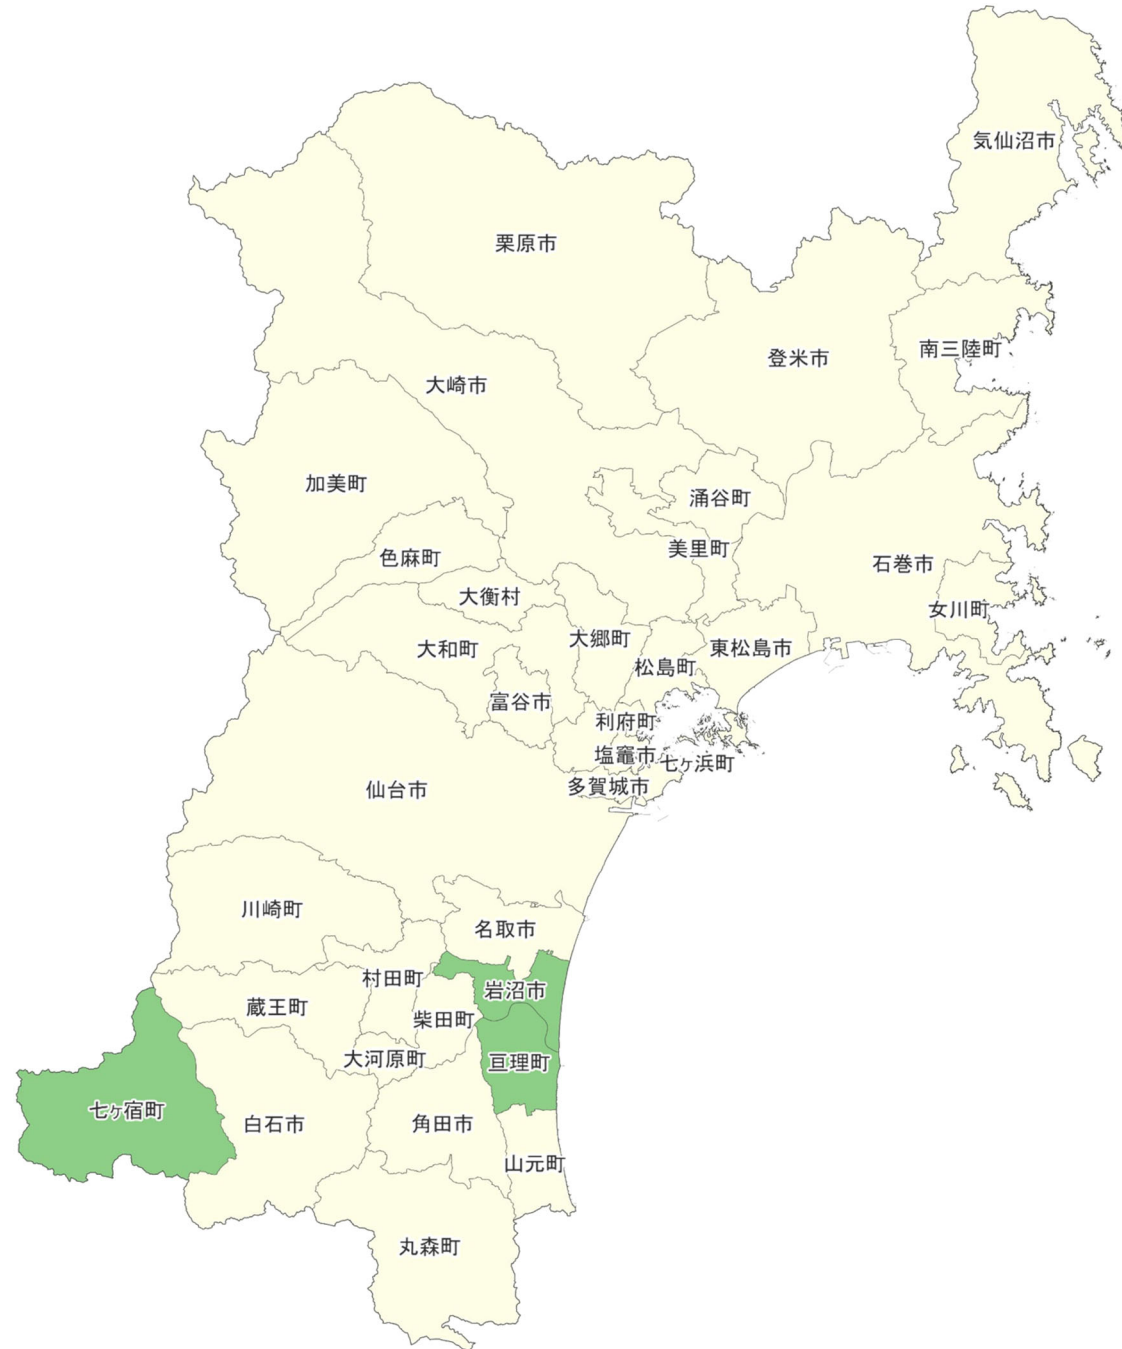 気仙沼市
栗原市
南三陸町
登米市
大崎市
加美町
涌谷町
美里町
色麻町
石巻市
大衡村
女川町
大郷町
大和町
東松島市
松島町
富谷市
利府町
塩竈市
七ヶ浜町
多賀城市
仙台市
川崎町
名取市
村田町
岩沼市
蔵王町
柴田町
大河原町
亘理町
七ヶ宿町
白石市
角田市
山元町
丸森町